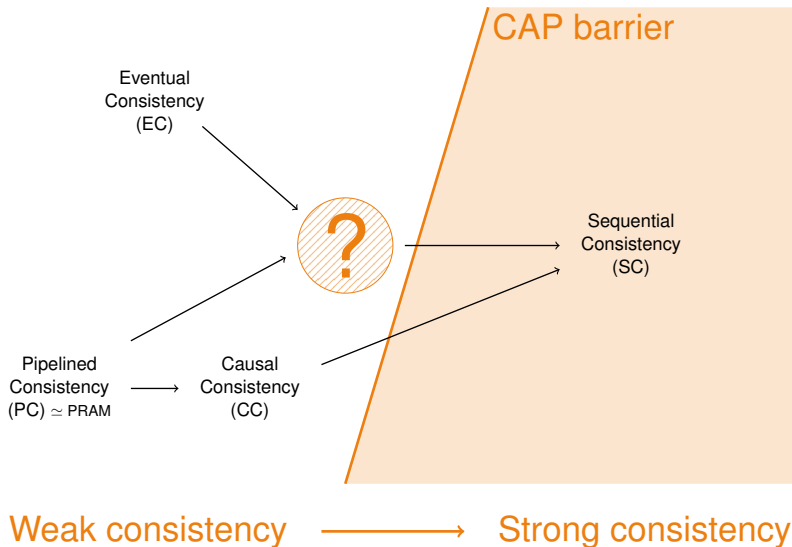 CAP barrier
Eventual
Consistency
(EC)
?
Sequential
Consistency
(SC)
Pipelined
Consistency
(PC) ≃ PRAM
Causal
Consistency
(CC)
Weak consistency
Strong consistency